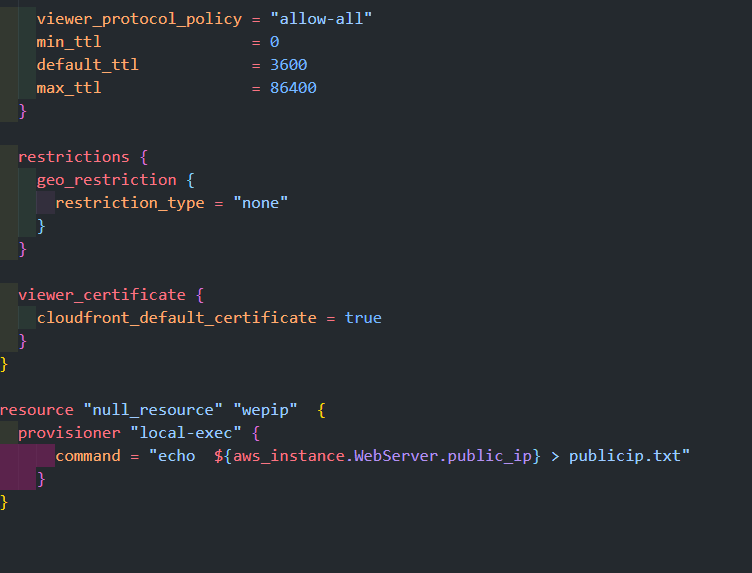 viewer_protocol_policy = "allow-all"
min_ttl                = 0
default_ttl            = 3600
max_ttl                = 86400
}
restrictions {
geo_restriction {
restriction_type = "none"
}
}
viewer_certificate {
cloudfront_default_certificate = true
}
}
resource "null_resource" "wepip"  {
provisioner "local-exec" {
command = "echo  ${aws_instance.WebServer.public_ip} > publicip.txt"
}
}